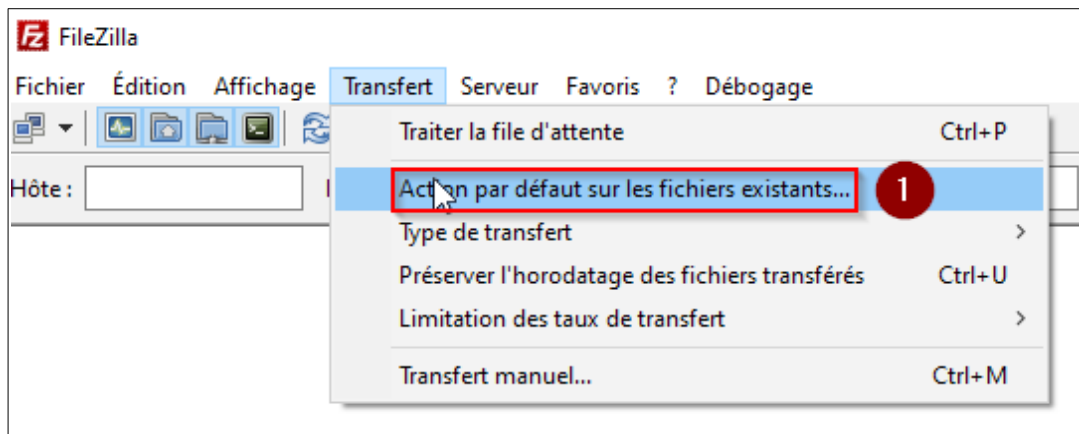 FileZilla
Fichier Édition Affichage Transfert Serveur Favoris ? Débogage
Traiter la file d'attente Ctrl+P
Hôte :
Action par défaut sur les fichiers existants... 1
Type de transfert >
Préserver l'horodatage des fichiers transférés Ctrl+U
Limitation des taux de transfert >
Transfert manuel... Ctrl+M